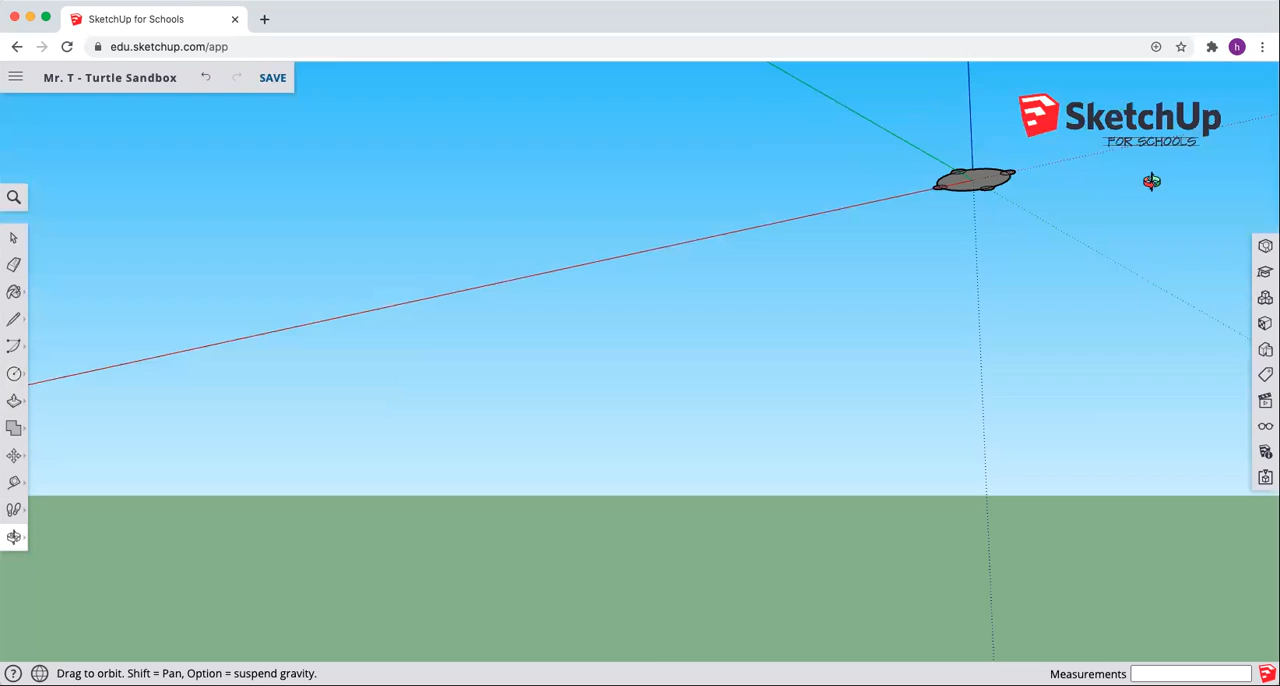 SketchUp for Schools
edu.sketchup.com/app
h
Mr. T - Turtle Sandbox
SAVE
SketchUp
FOR SCHOOLS
Drag to orbit. Shift = Pan, Option = suspend gravity.
Measurements